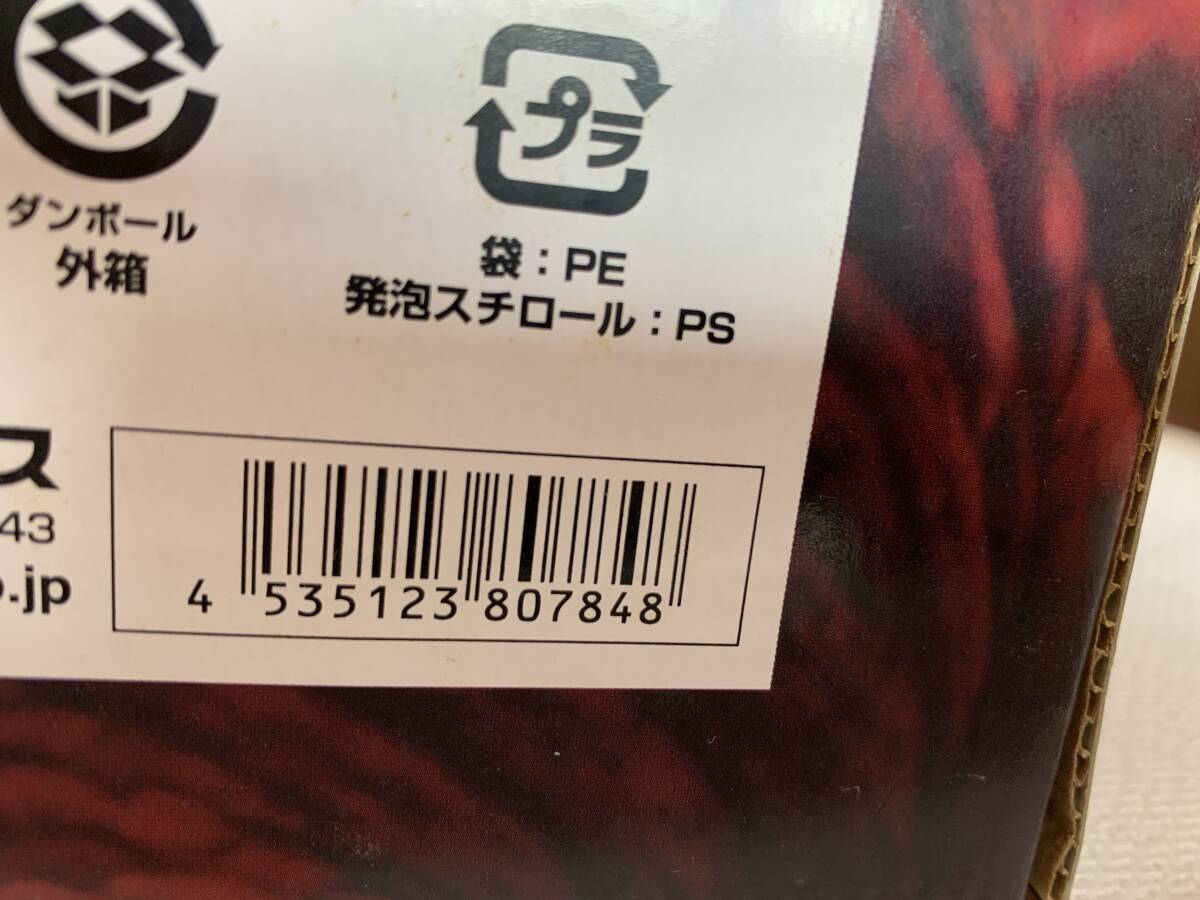 プラ
ダンボール
外箱
袋：PE
発泡スチロール：PS
ス
43
.jp
4 535123 807848